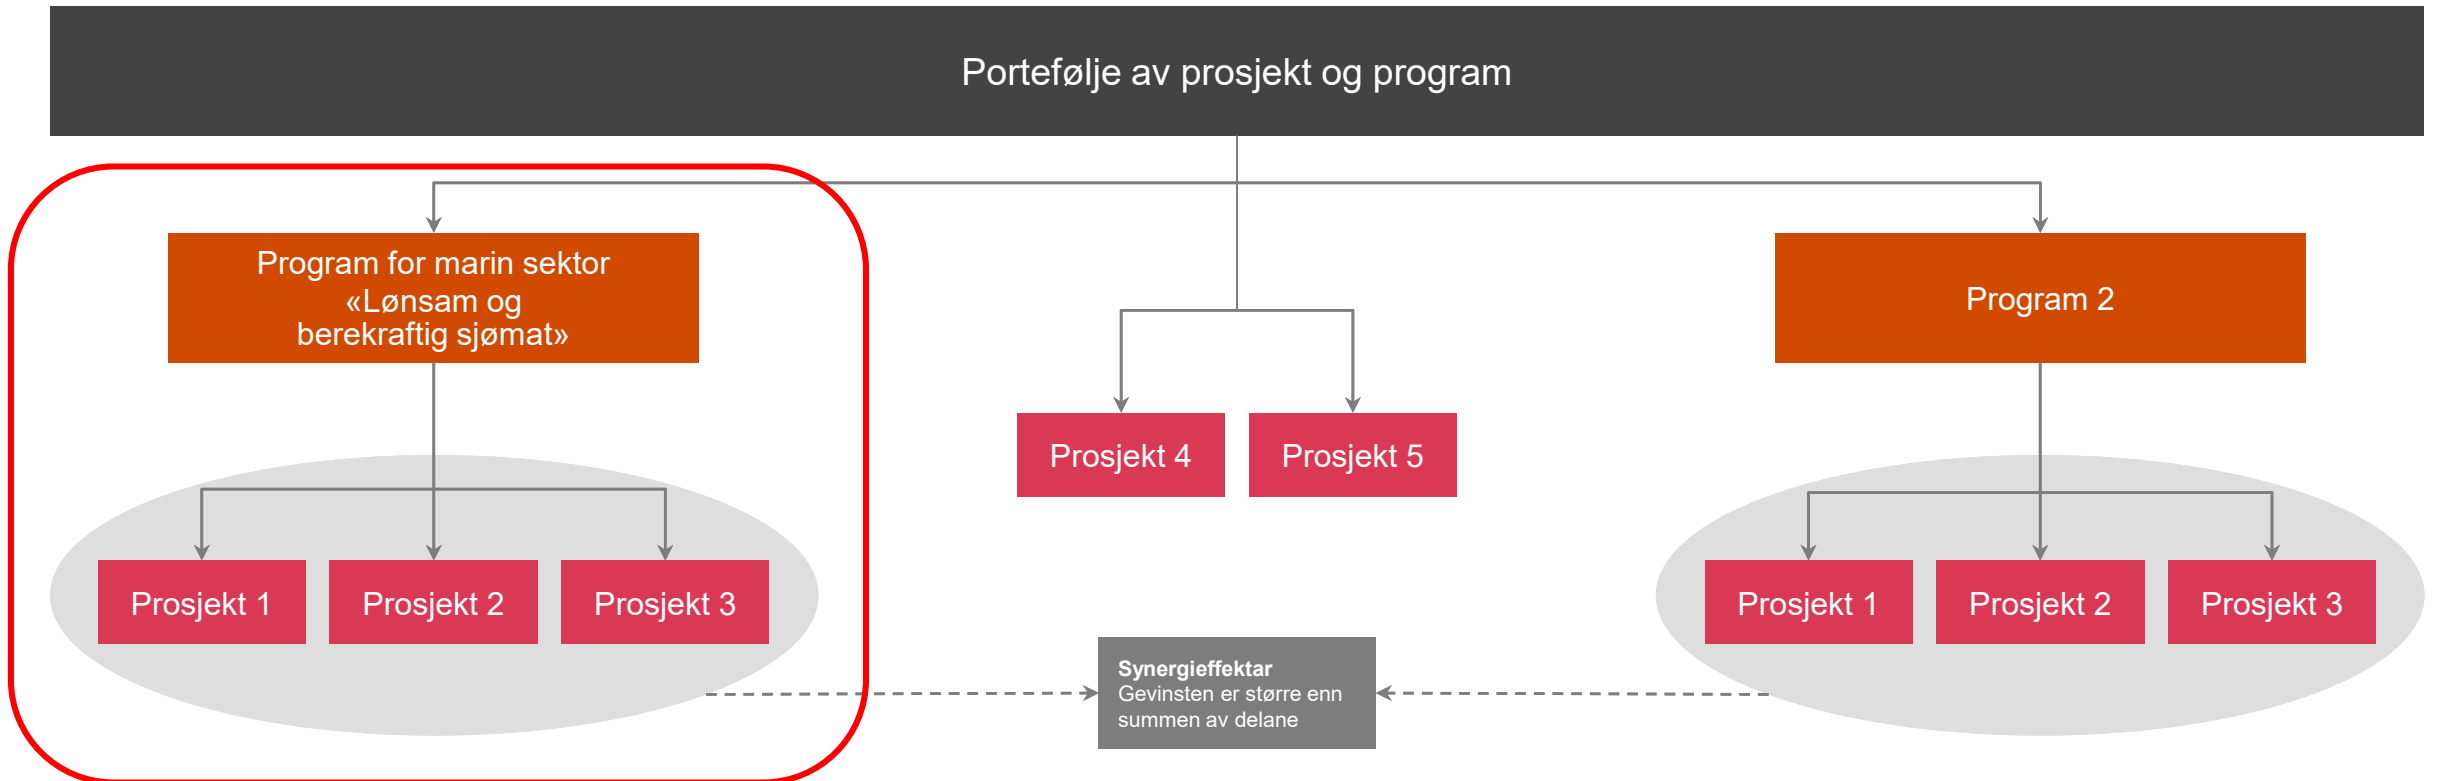 Portefølje av prosjekt og program
Program for marin sektor
«Lønsam og
berekraftig sjømat»
Program 2
Prosjekt 4
Prosjekt 5
Prosjekt 1
Prosjekt 2
Prosjekt 3
Prosjekt 1
Prosjekt 2
Prosjekt 3
Synergieffektar
Gevinsten er større enn
summen av delane